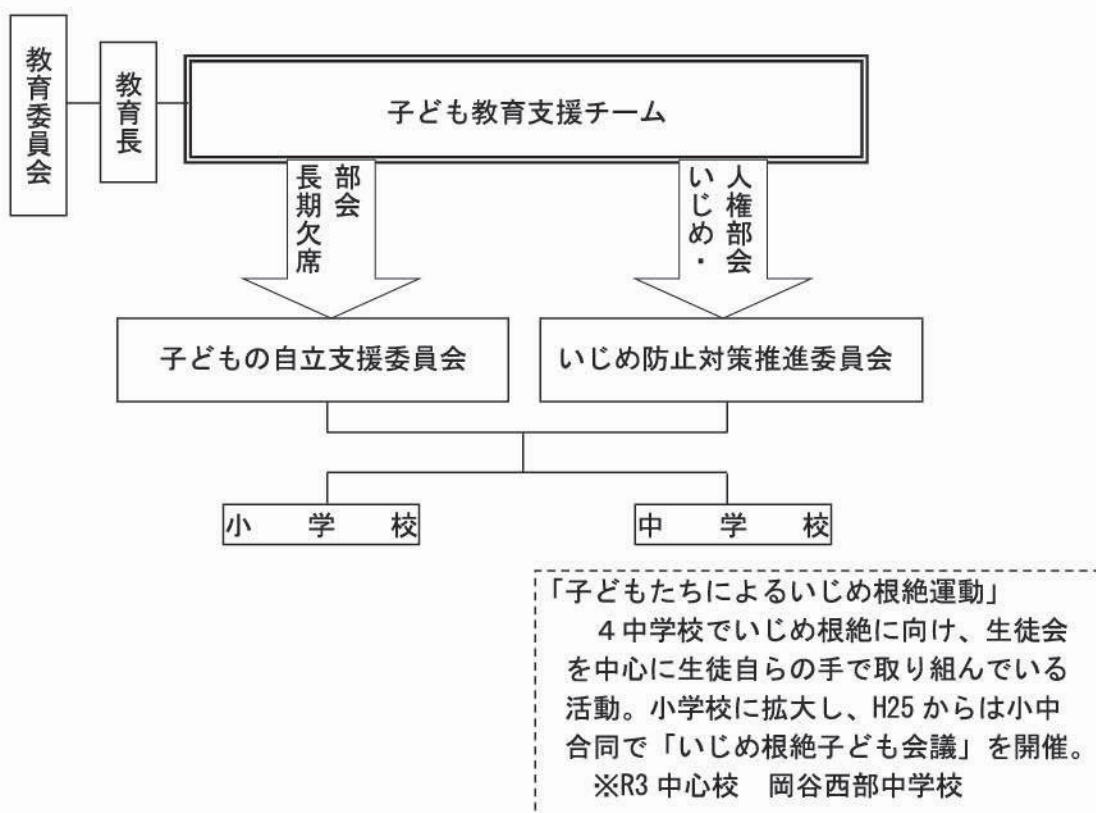 教育委員会
教育長
子ども教育支援チーム
長期欠席
部会
いじめ・
人権部会
子どもの自立支援委員会
いじめ防止対策推進委員会
小　学　校
中　学　校
「子どもたちによるいじめ根絶運動」
４中学校でいじめ根絶に向け、生徒会
を中心に生徒自らの手で取り組んでいる
活動。小学校に拡大し、H25 からは小中
合同で「いじめ根絶子ども会議」を開催。
※R3 中心校　岡谷西部中学校